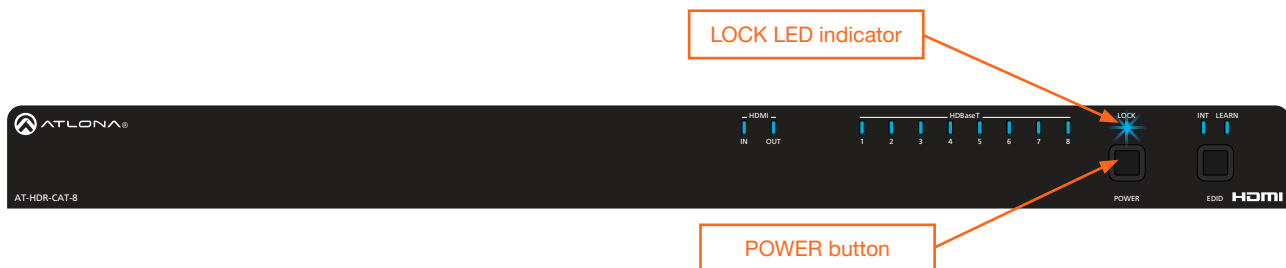 LOCK LED indicator
ATLONA®
HDMI
IN OUT
HDBaseT
1 2 3 4 5 6 7 8
LOCK
INT LEARN
AT-HDR-CAT-8
POWER
EDID HDMI
POWER button